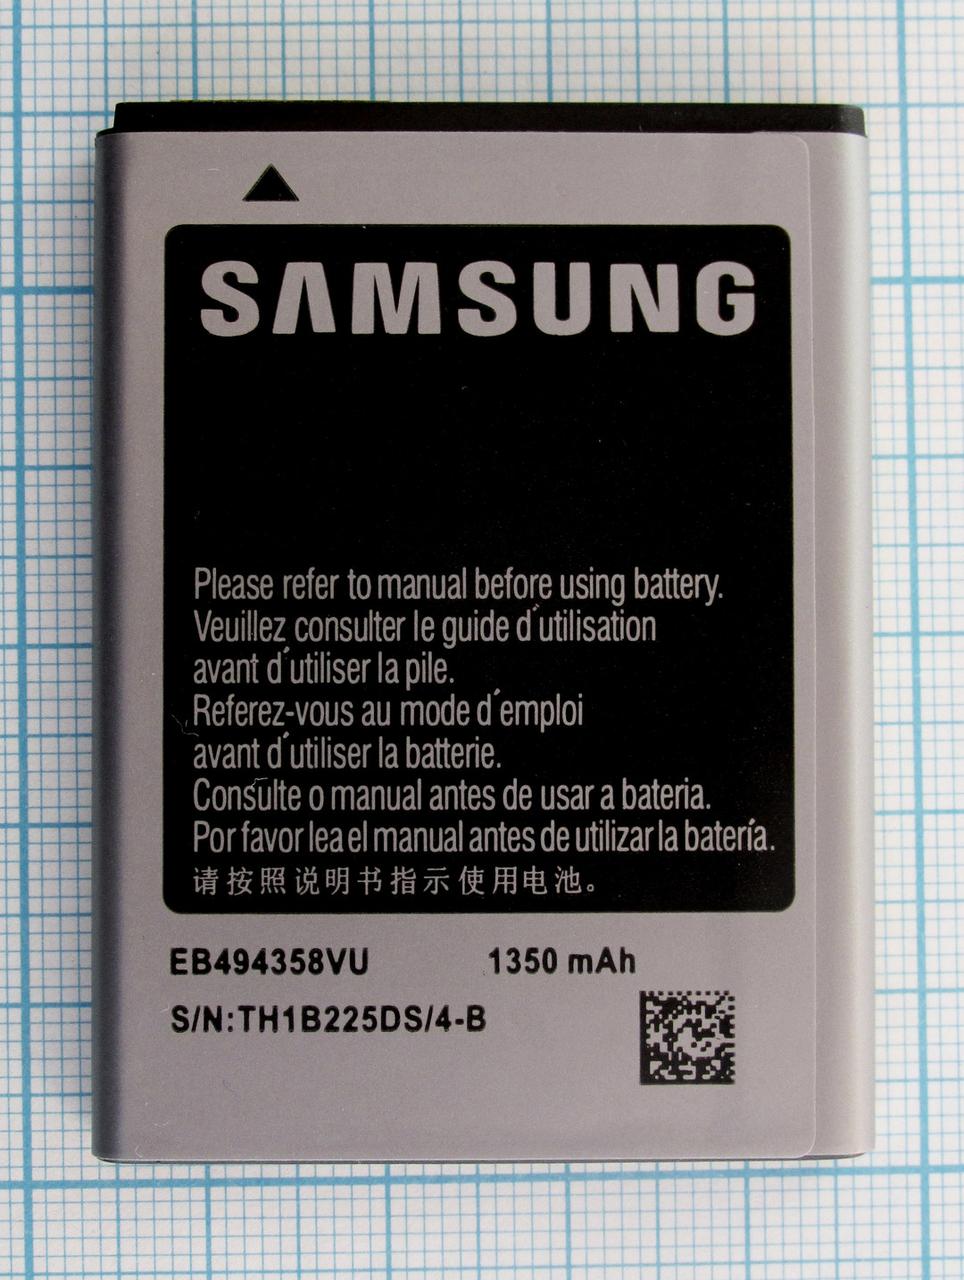 SAMSUNG
Please refer to manual before using battery.
Veuillez consulter le guide d´utilisation
avant d´utiliser la pile.
Referez-vous au mode d´emploi
avant d´utiliser la batterie.
Consulte o manual antes de usar a bateria.
Por favor lea el manual antes de utilizar la batería.
请按照说明书指示使用电池。
EB494358VU 1350 mAh
S/N:TH1B225DS/4-B